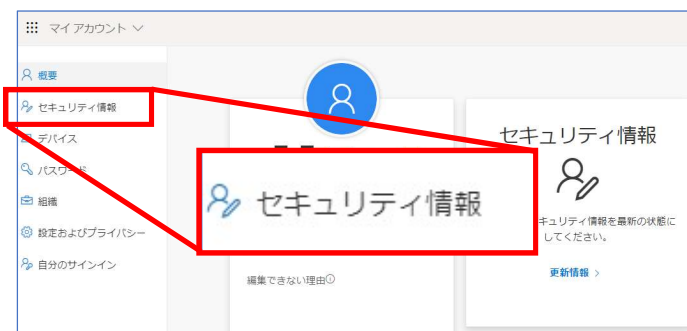 マイ アカウント
概要
セキュリティ情報
デバイス
パスワード
組織
設定およびプライバシー
自分のサインイン
セキュリティ情報
編集できない理由
セキュリティ情報
キュリティ情報を最新の状態に
してください。
更新情報 >